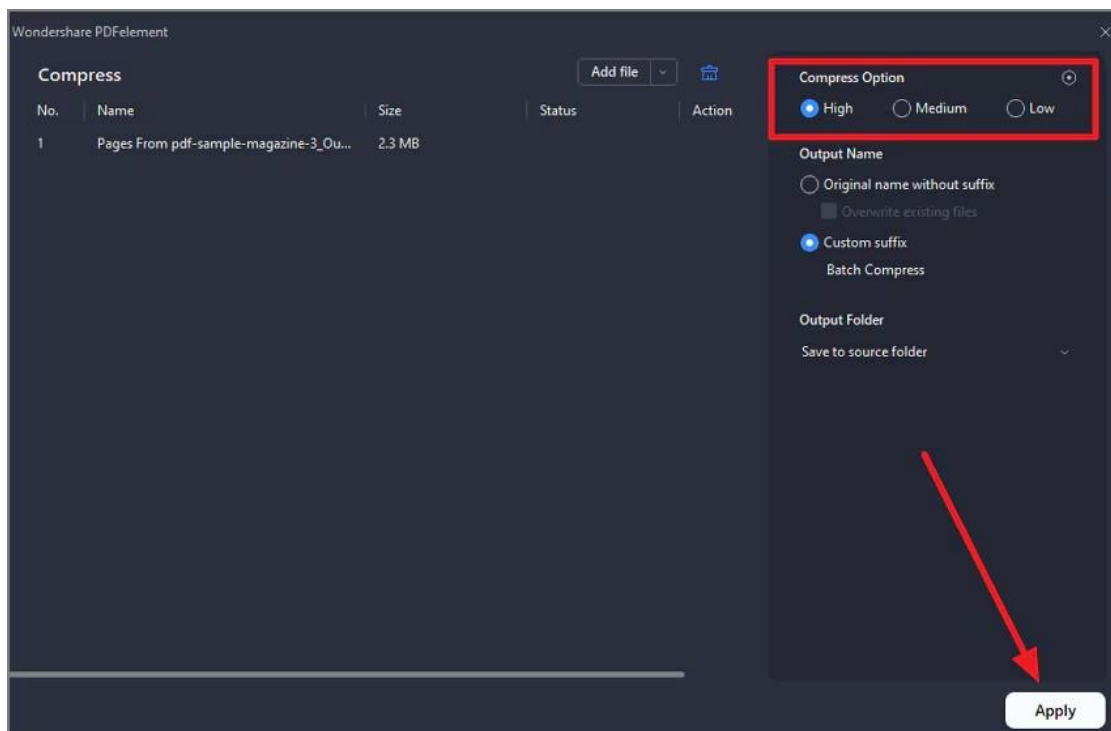 Wondershare PDFelement
Compress
Add file
No. Name Size Status Action
1 Pages From pdf-sample-magazine-3_Ou... 2.3 MB
Compress Option
High Medium Low
Output Name
Original name without suffix
Overwrite existing files
Custom suffix
Batch Compress
Output Folder
Save to source folder
Apply